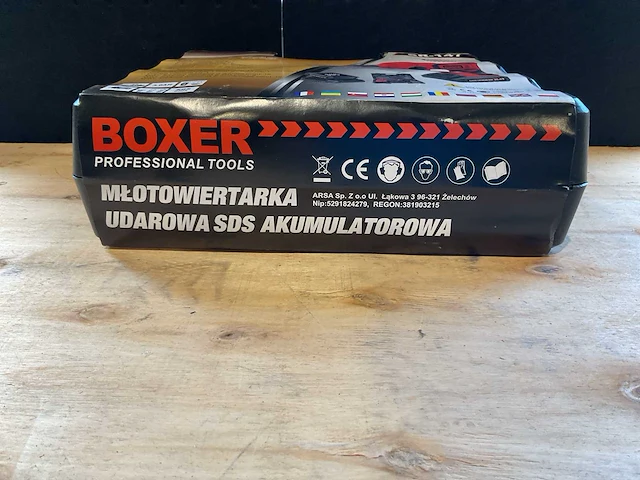 BOXER
PROFESSIONAL TOOLS
CE
MŁOTOWIERTARKA
ARSA Sp. Z o.o Ul. Łąkowa 3 96-321 Żelechów
Nip:5291824279, REGON:381903215
UDAROWA SDS AKUMULATOROWA